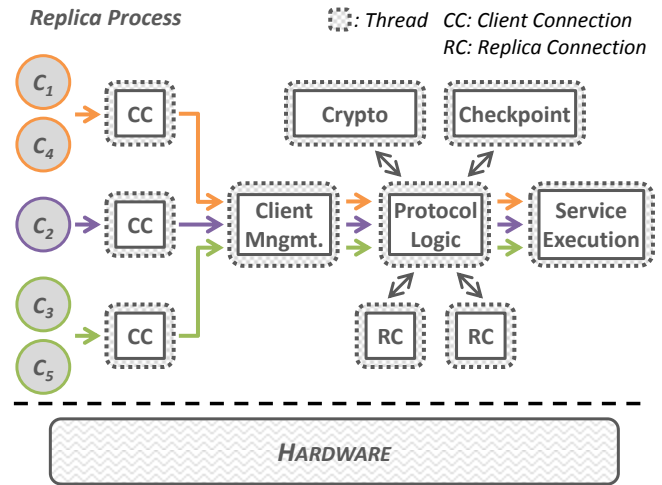 Replica Process
: Thread CC: Client Connection
RC: Replica Connection
C1
C4
CC
Crypto
Checkpoint
C2
CC
Client
Mngmt.
Protocol
Logic
Service
Execution
C3
C5
CC
RC
RC
HARDWARE